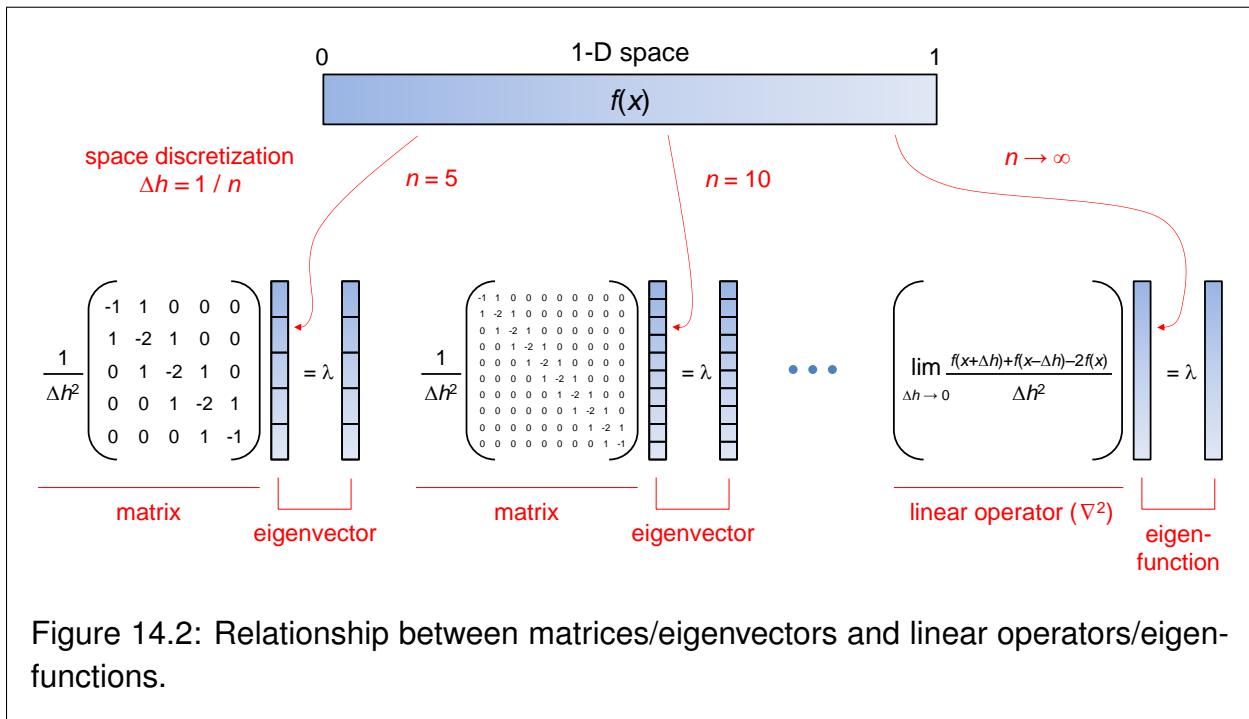 0 1-D space 1
f(x)
space discretization
Δh = 1 / n
n = 5
n = 10
n → ∞
1
Δh²
-1 1 0 0 0
1 -2 1 0 0
0 1 -2 1 0
0 0 1 -2 1
0 0 0 1 -1
= λ
matrix
eigenvector
1
Δh²
-1 1 0 0 0 0 0 0 0 0
1 -2 1 0 0 0 0 0 0 0
0 1 -2 1 0 0 0 0 0 0
0 0 1 -2 1 0 0 0 0 0
0 0 0 1 -2 1 0 0 0 0
0 0 0 0 1 -2 1 0 0 0
0 0 0 0 0 1 -2 1 0 0
0 0 0 0 0 0 1 -2 1 0
0 0 0 0 0 0 0 1 -2 1
0 0 0 0 0 0 0 0 1 -1
= λ
matrix
eigenvector
• • •
lim f(x+Δh)+f(x–Δh)–2f(x)
Δh → 0 Δh²
= λ
linear operator (∇²)
eigen-
function
Figure 14.2: Relationship between matrices/eigenvectors and linear operators/eigen-
functions.